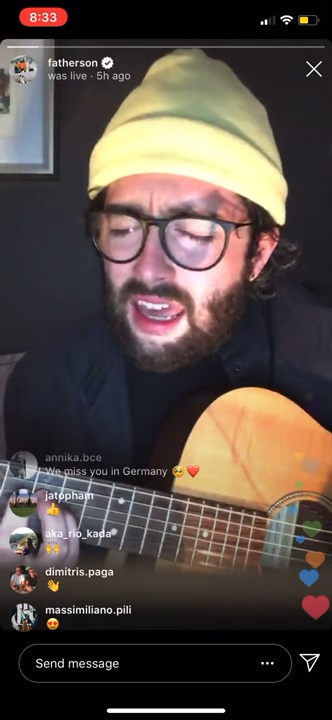 8:33
fatherson
was live · 5h ago
annika.bce
We miss you in Germany 🥺❤️
jatopham
👍
aka_rio_kada
🙌
dimitris.paga
👋
massimiliano.pili
😍
Send message